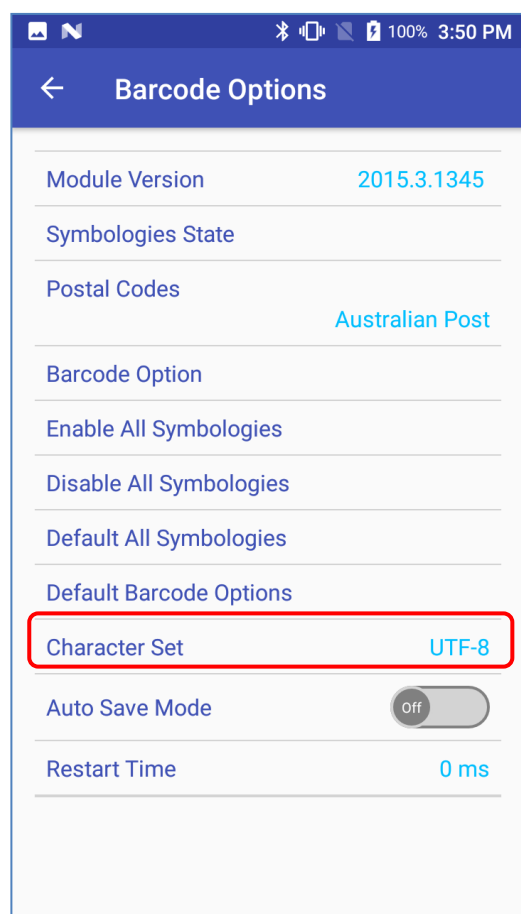 100% 3:50 PM
Barcode Options
Module Version 2015.3.1345
Symbologies State
Postal Codes
Australian Post
Barcode Option
Enable All Symbologies
Disable All Symbologies
Default All Symbologies
Default Barcode Options
Character Set UTF-8
Auto Save Mode Off
Restart Time 0 ms